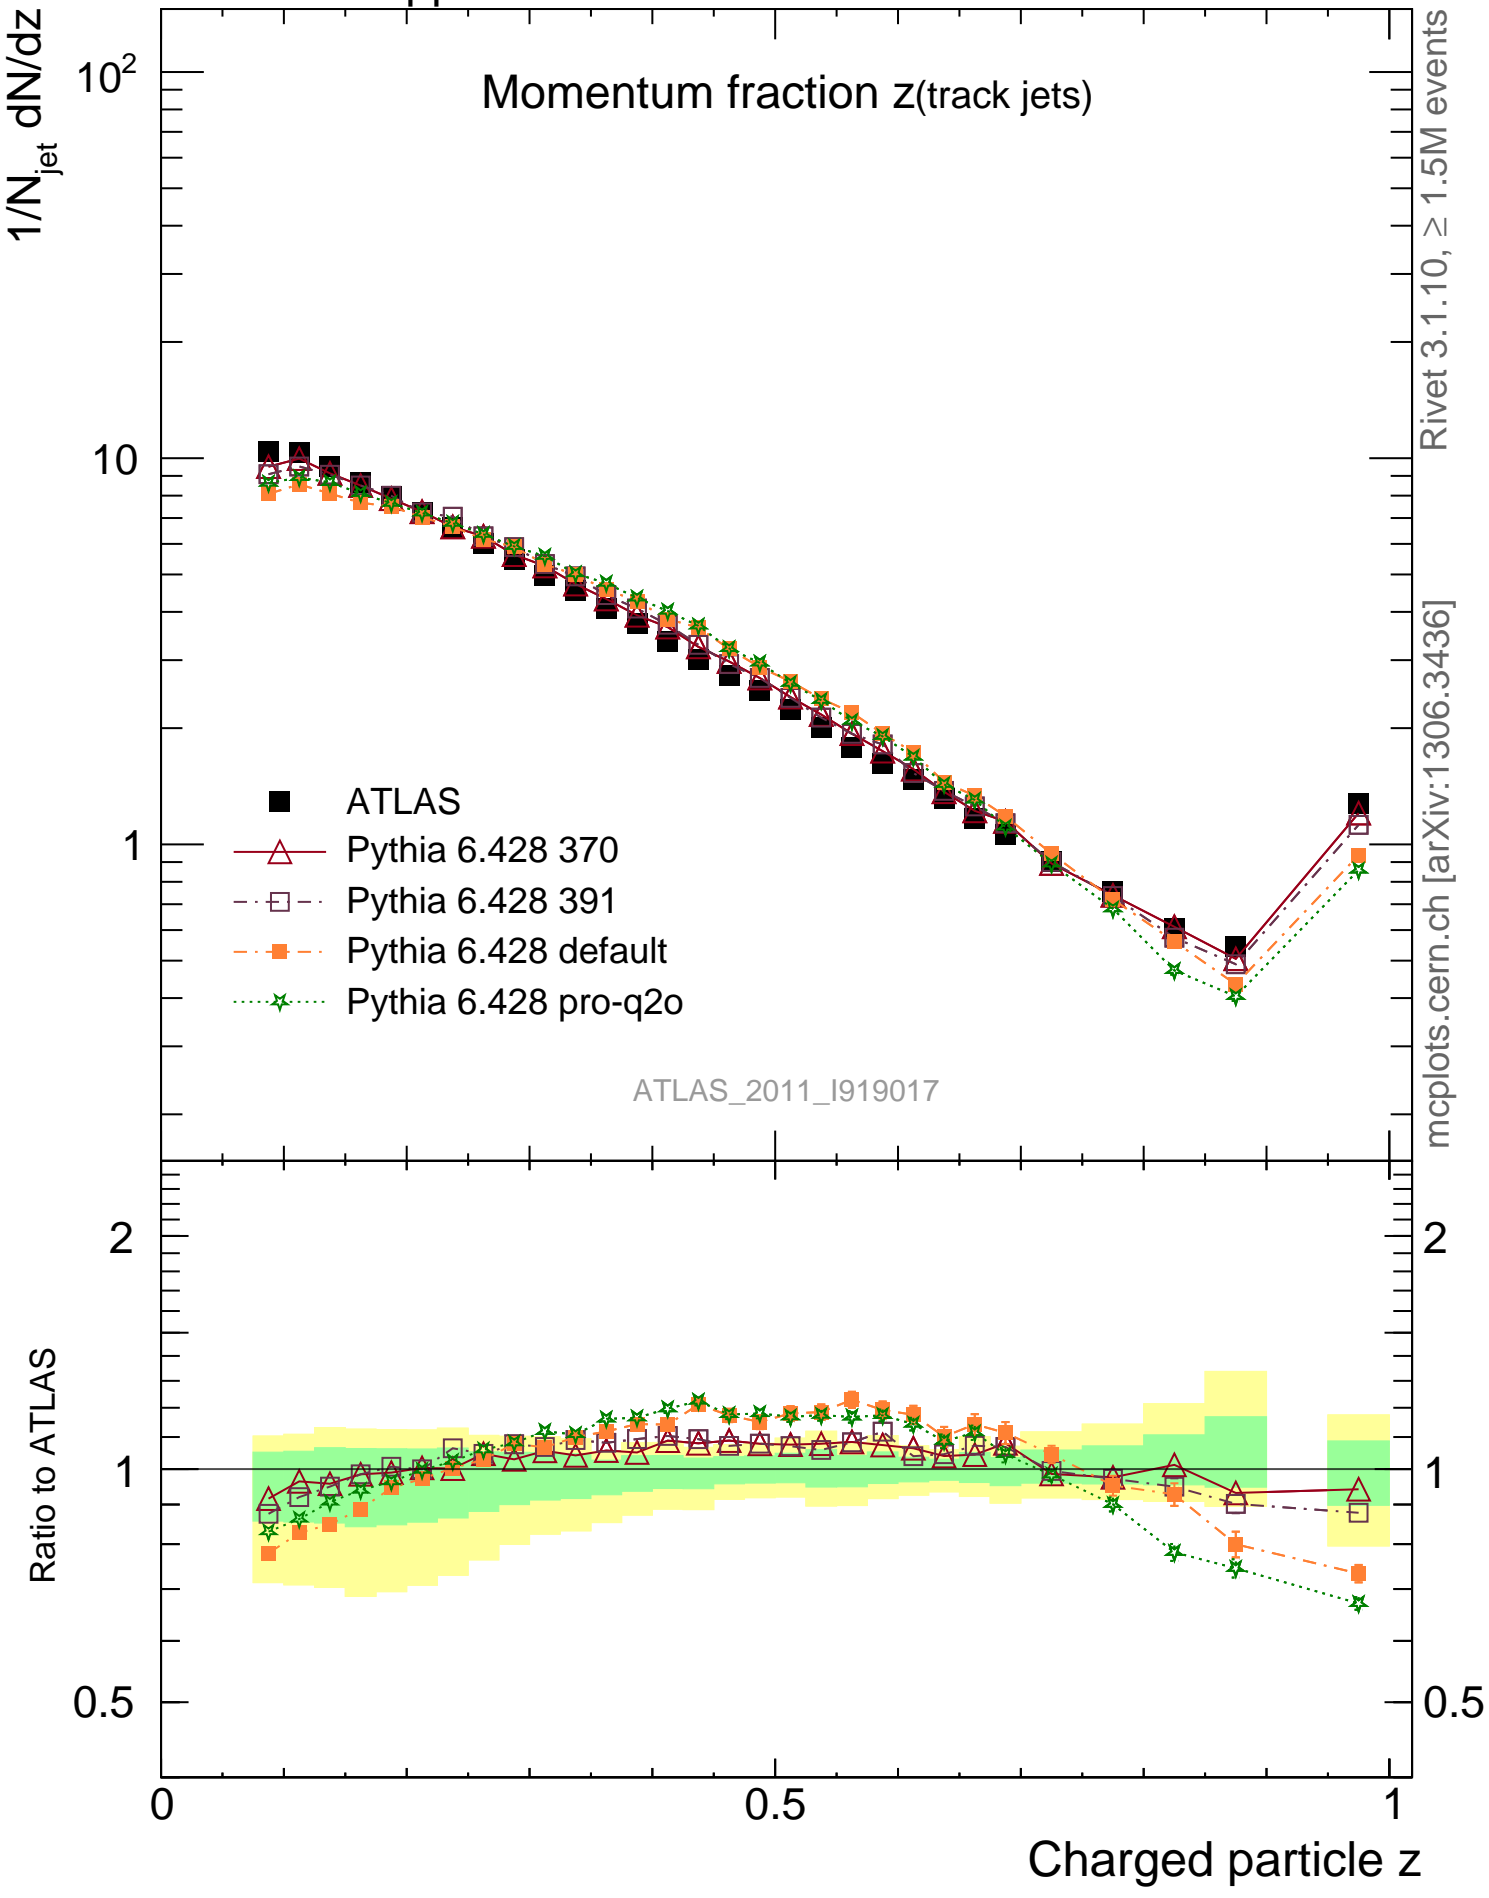 1/N_jet dN/dz
10²
10
1
Momentum fraction z(track jets)
ATLAS
Pythia 6.428 370
Pythia 6.428 391
Pythia 6.428 default
Pythia 6.428 pro-q2o
ATLAS_2011_I919017
Rivet 3.1.10, ≥ 1.5M events
mcplots.cern.ch [arXiv:1306.3436]
Ratio to ATLAS
2
1
0.5
2
1
0.5
0
0.5
1
Charged particle z